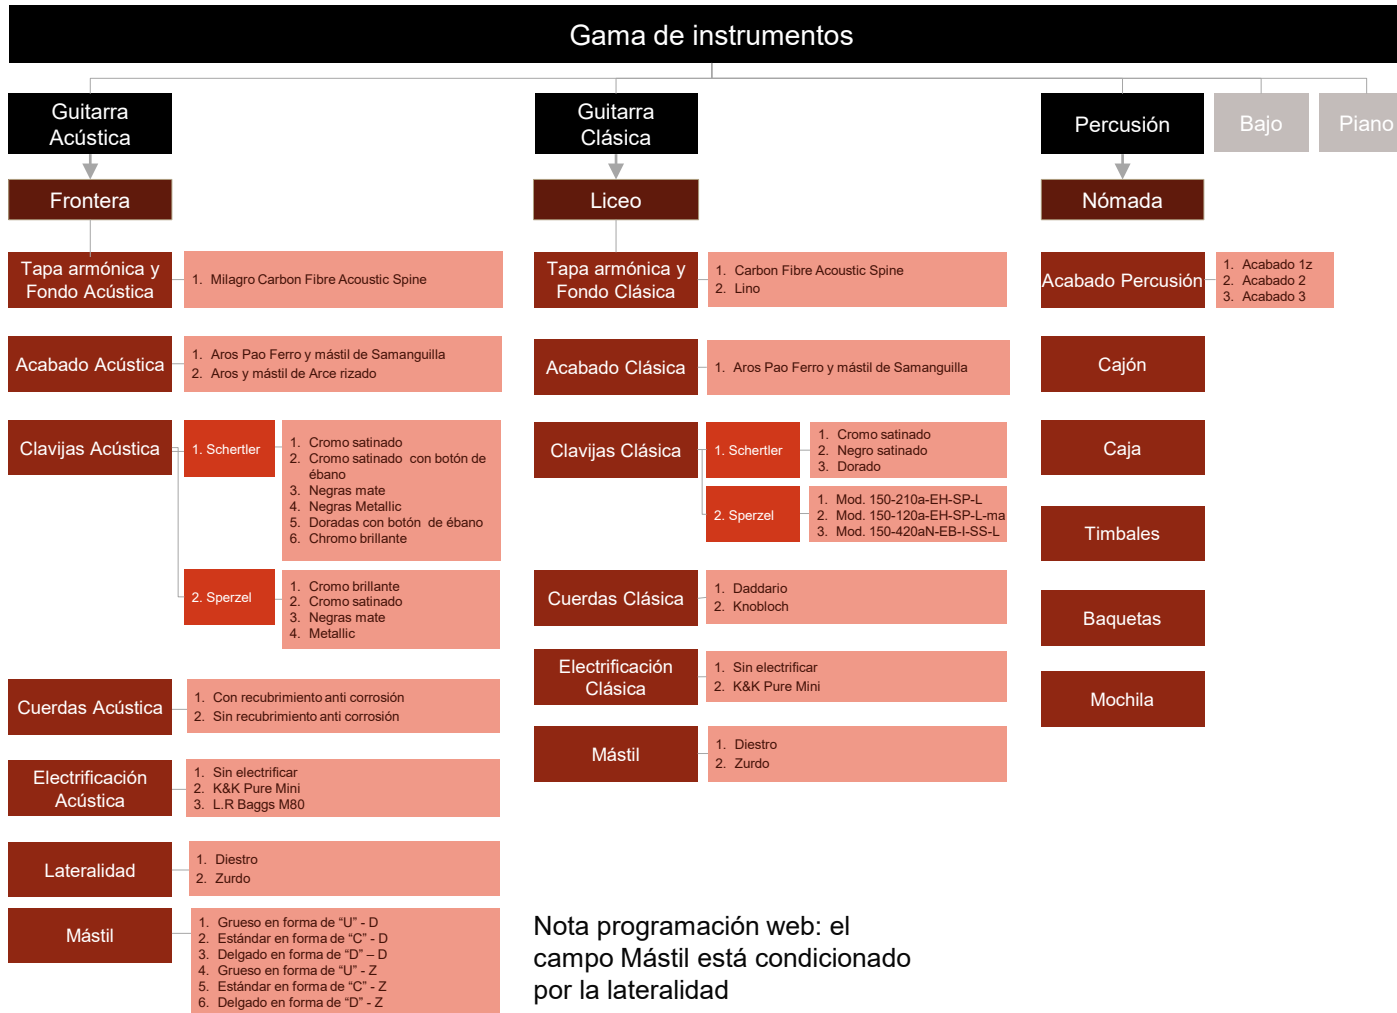 Gama de instrumentos
Guitarra
Acústica
Frontera
Tapa armónica y
Fondo Acústica
1. Milagro Carbon Fibre Acoustic Spine
Acabado Acústica
1. Aros Pao Ferro y mástil de Samanguilla
2. Aros y mástil de Arce rizado
Clavijas Acústica
1. Schertler
1. Cromo satinado
2. Cromo satinado con botón de
ébano
3. Negras mate
4. Negras Metallic
5. Doradas con botón de ébano
6. Chromo brillante
2. Sperzel
1. Cromo brillante
2. Cromo satinado
3. Negras mate
4. Metallic
Cuerdas Acústica
1. Con recubrimiento anti corrosión
2. Sin recubrimiento anti corrosión
Electrificación
Acústica
1. Sin electrificar
2. K&K Pure Mini
3. L.R Baggs M80
Lateralidad
1. Diestro
2. Zurdo
Mástil
1. Grueso en forma de “U” - D
2. Estándar en forma de “C” - D
3. Delgado en forma de “D” – D
4. Grueso en forma de “U” - Z
5. Estándar en forma de “C” - Z
6. Delgado en forma de “D” - Z
Guitarra
Clásica
Liceo
Tapa armónica y
Fondo Clásica
1. Carbon Fibre Acoustic Spine
2. Lino
Acabado Clásica
1. Aros Pao Ferro y mástil de Samanguilla
Clavijas Clásica
1. Schertler
1. Cromo satinado
2. Negro satinado
3. Dorado
2. Sperzel
1. Mod. 150-210a-EH-SP-L
2. Mod. 150-120a-EH-SP-L-ma
3. Mod. 150-420aN-EB-I-SS-L
Cuerdas Clásica
1. Daddario
2. Knobloch
Electrificación
Clásica
1. Sin electrificar
2. K&K Pure Mini
Mástil
1. Diestro
2. Zurdo
Nota programación web: el
campo Mástil está condicionado
por la lateralidad
Percusión
Nómada
Acabado Percusión
1. Acabado 1z
2. Acabado 2
3. Acabado 3
Cajón
Caja
Timbales
Baquetas
Mochila
Bajo
Piano